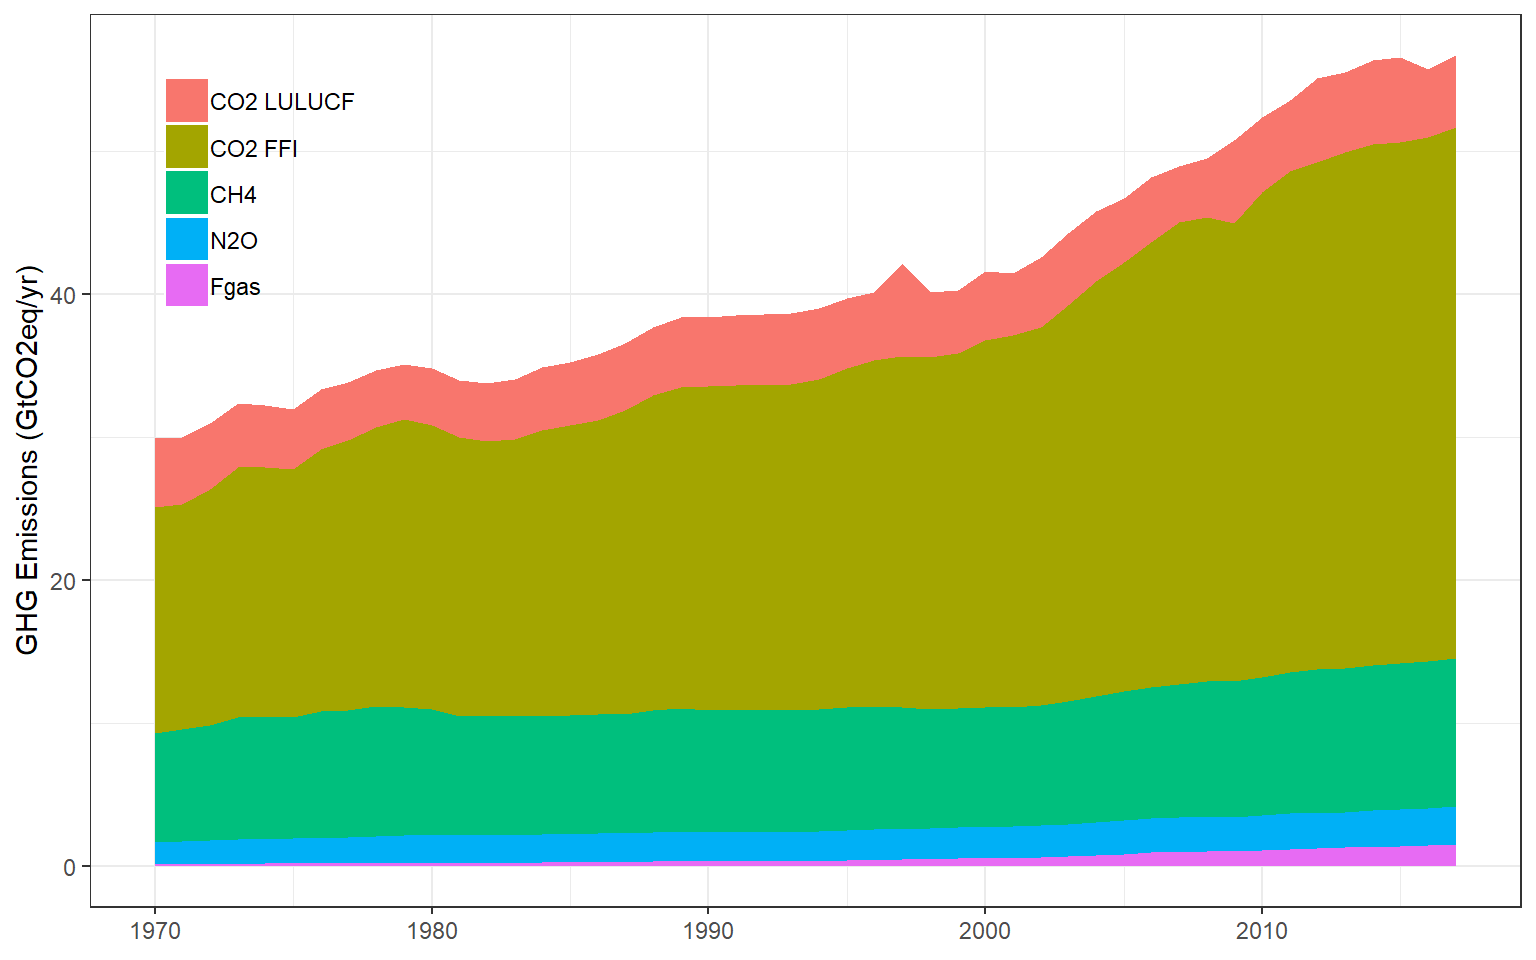 CO2 LULUCF
CO2 FFI
CH4
N2O
Fgas
GHG Emissions (GtCO2eq/yr)
40
20
0
1970 1980 1990 2000 2010